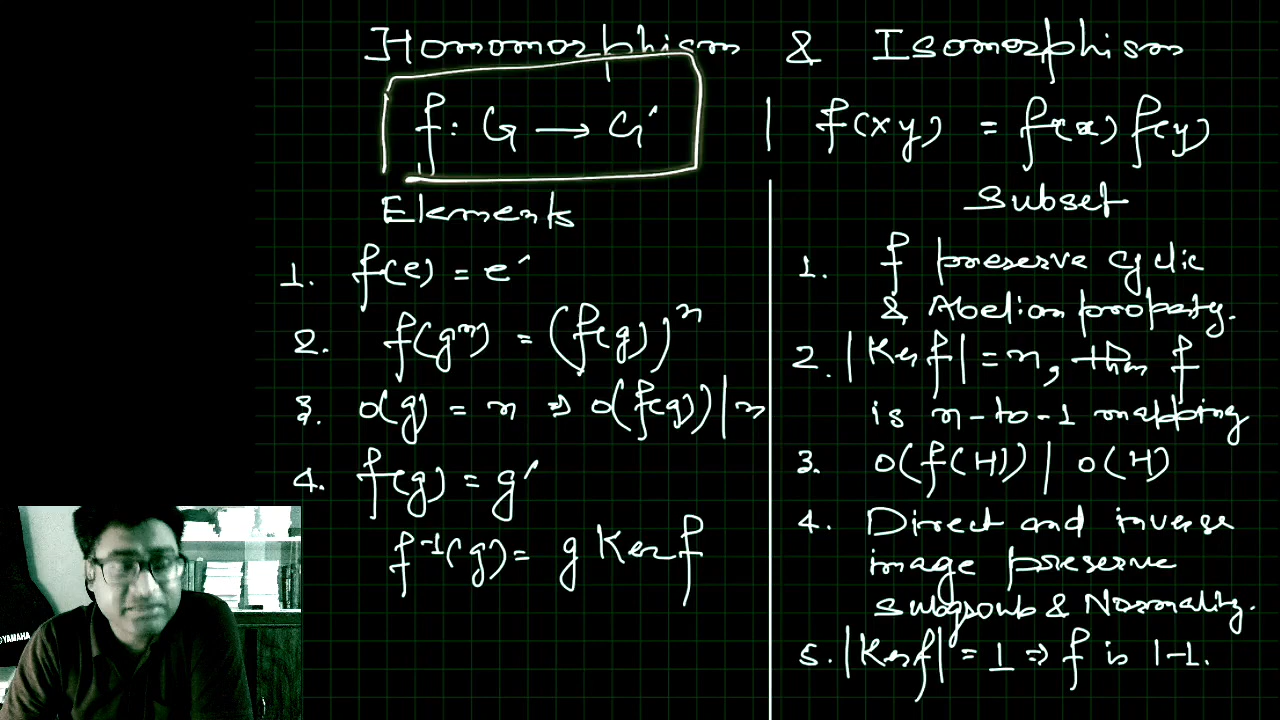 Homomorphism & Isomorphism
f: G → G′ | f(xy) = f(x) f(y)
Elements
1. f(e) = e′
2. f(gⁿ) = (f(g))ⁿ
3. o(g) = n ⇒ o(f(g)) | n
4. f(g) = g′
f⁻¹(g) = g Ker f
Subset
1. f preserve cyclic
& Abelian property.
2. |Ker f| = n, then f
is n-to-1 mapping
3. o(f(H)) | o(H)
4. Direct and inverse
image preserve
subgroup & Normality.
5. |Ker f| = 1 ⇒ f is 1-1.
YAMAHA